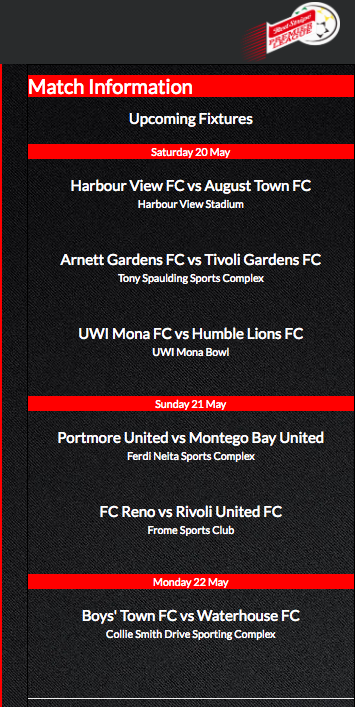 Red Stripe
PREMIER
LEAGUE
Match Information
Upcoming Fixtures
Saturday 20 May
Harbour View FC vs August Town FC
Harbour View Stadium
Arnett Gardens FC vs Tivoli Gardens FC
Tony Spaulding Sports Complex
UWI Mona FC vs Humble Lions FC
UWI Mona Bowl
Sunday 21 May
Portmore United vs Montego Bay United
Ferdi Neita Sports Complex
FC Reno vs Rivoli United FC
Frome Sports Club
Monday 22 May
Boys' Town FC vs Waterhouse FC
Collie Smith Drive Sporting Complex